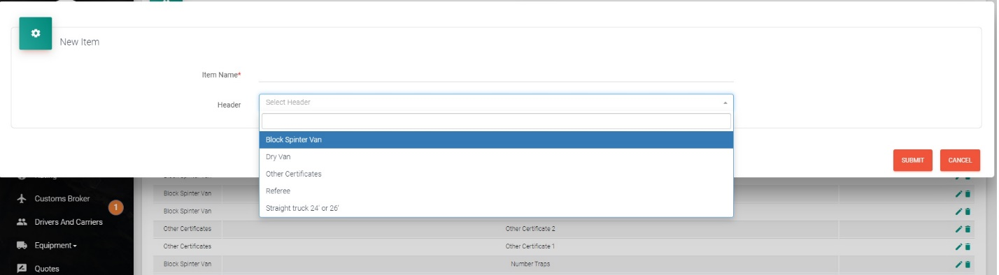 New Item
Item Name*
Header
Select Header
Block Spinter Van
Dry Van
Other Certificates
Referee
Straight truck 24' or 26'
SUBMIT
CANCEL
Customs Broker
1
Drivers And Carriers
Equipment
Quotes
Block Spinter Van
Block Spinter Van
Other Certificates Other Certificate 2
Other Certificates Other Certificate 1
Block Spinter Van Number Traps